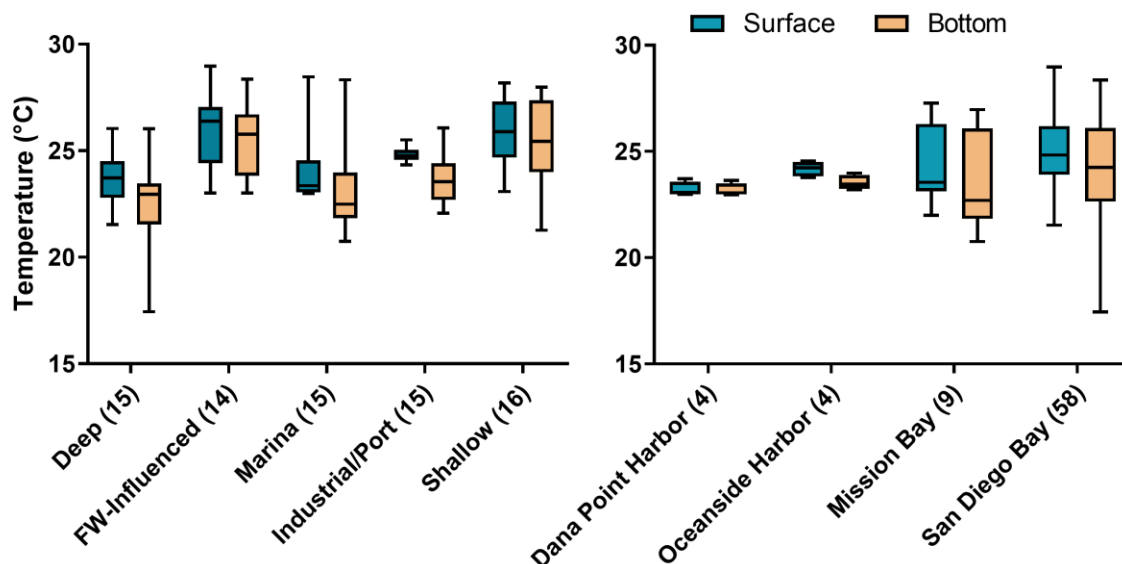 Surface Bottom
Temperature (°C)
30
25
20
15
Deep (15)
FW-Influenced (14)
Marina (15)
Industrial/Port (15)
Shallow (16)
30
25
20
15
Dana Point Harbor (4)
Oceanside Harbor (4)
Mission Bay (9)
San Diego Bay (58)